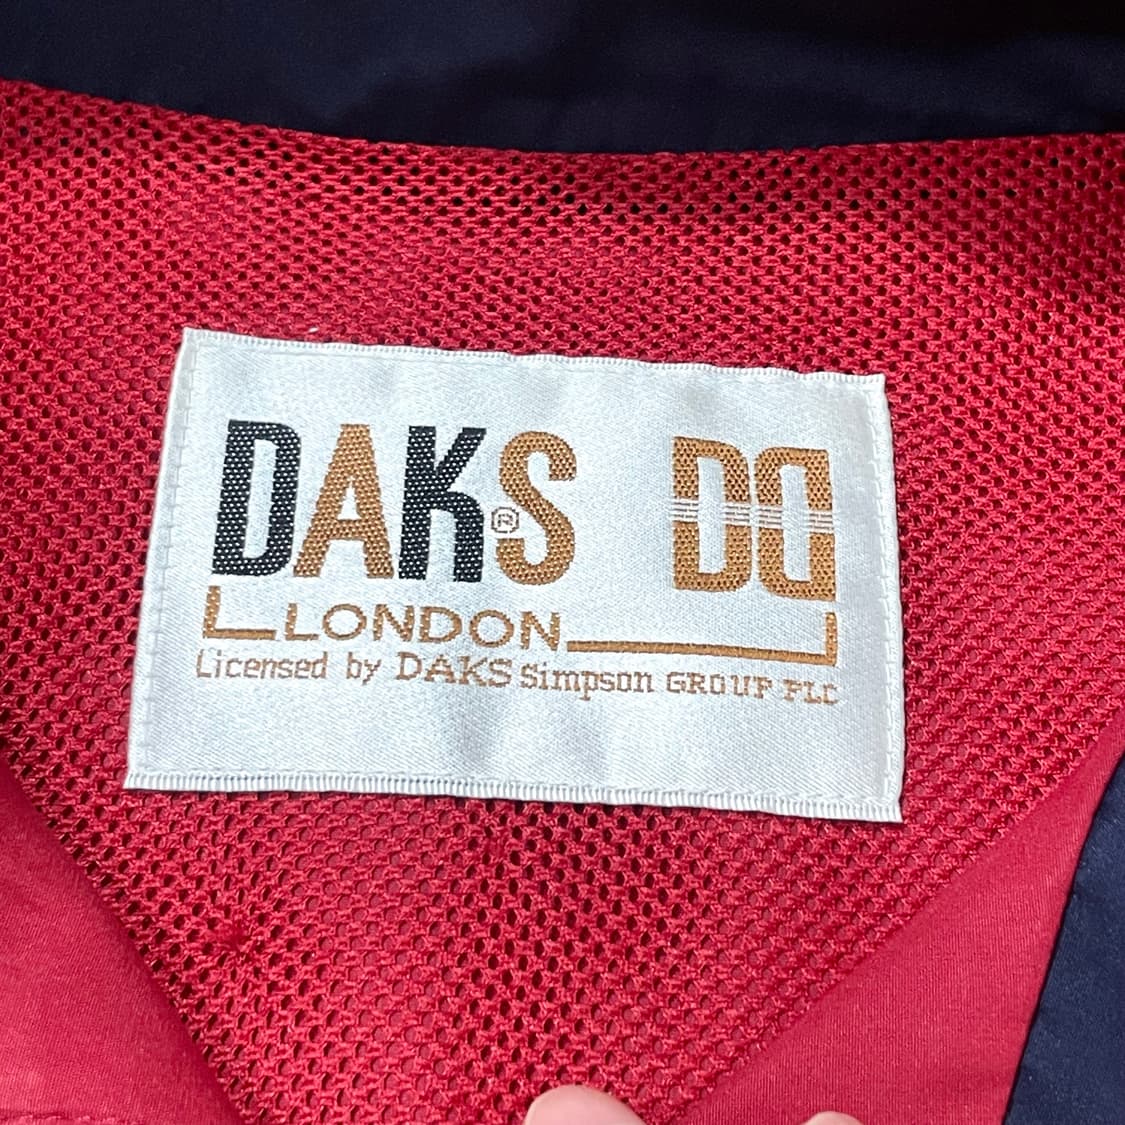 DAKS® DD
LONDON
Licensed by DAKS Simpson GROUP PLC